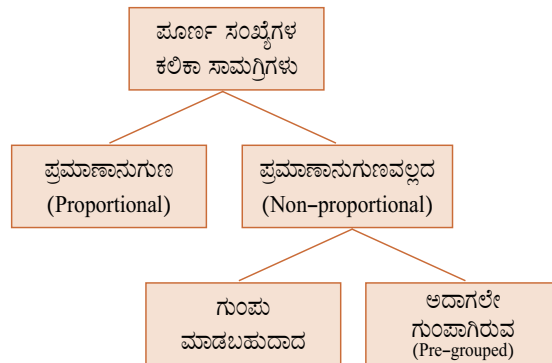 ಪೂರ್ಣ ಸಂಖ್ಯೆಗಳ
ಕಲಿಕಾ ಸಾಮಗ್ರಿಗಳು
ಪ್ರಮಾಣಾನುಗುಣ
(Proportional)
ಪ್ರಮಾಣಾನುಗುಣವಲ್ಲದ
(Non-proportional)
ಗುಂಪು
ಮಾಡಬಹುದಾದ
ಅದಾಗಲೇ
ಗುಂಪಾಗಿರುವ
(Pre-grouped)